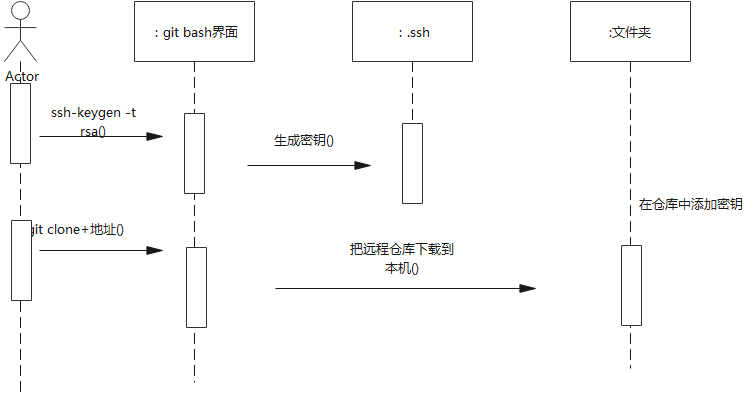 : git bash界面
: .ssh
:文件夹
Actor
ssh-keygen -t
rsa()
生成密钥()
在仓库中添加密钥
git clone+地址()
把远程仓库下载到
本机()